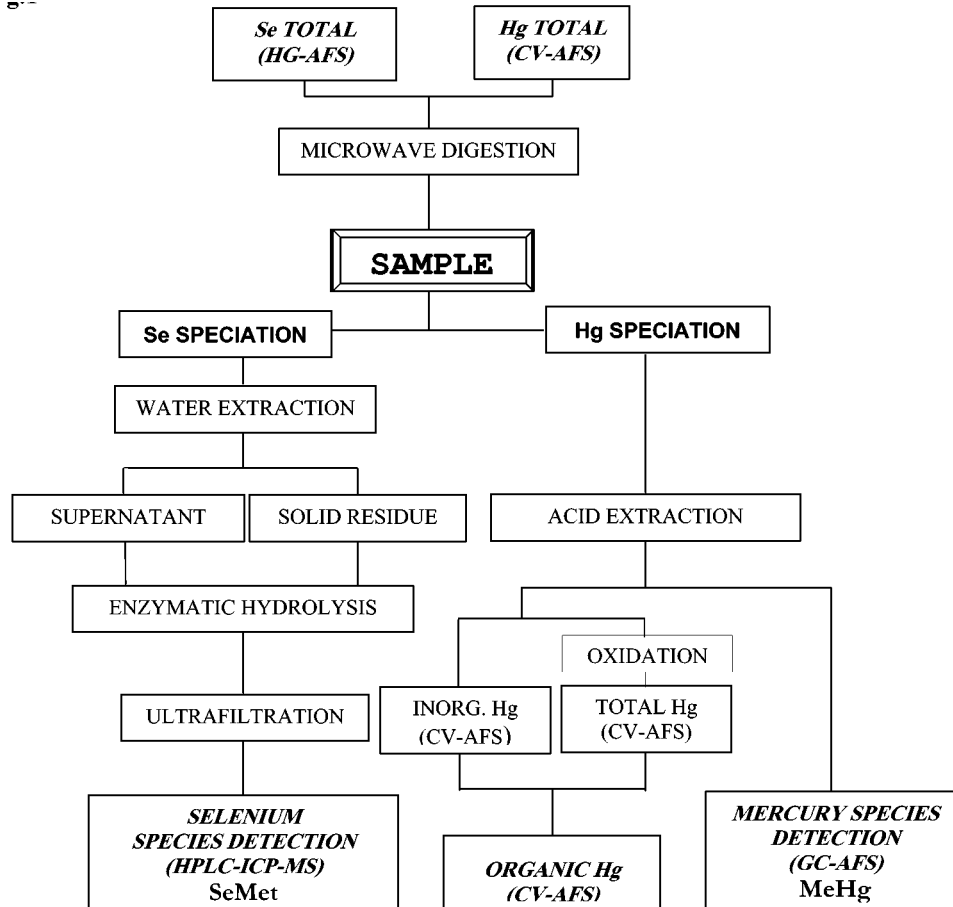 Se TOTAL
(HG-AFS)
Hg TOTAL
(CV-AFS)
MICROWAVE DIGESTION
SAMPLE
Se SPECIATION
Hg SPECIATION
WATER EXTRACTION
SUPERNATANT
SOLID RESIDUE
ACID EXTRACTION
ENZYMATIC HYDROLYSIS
OXIDATION
ULTRAFILTRATION
INORG. Hg
(CV-AFS)
TOTAL Hg
(CV-AFS)
SELENIUM
SPECIES DETECTION
(HPLC-ICP-MS)
SeMet
ORGANIC Hg
(CV-AFS)
MERCURY SPECIES
DETECTION
(GC-AFS)
MeHg